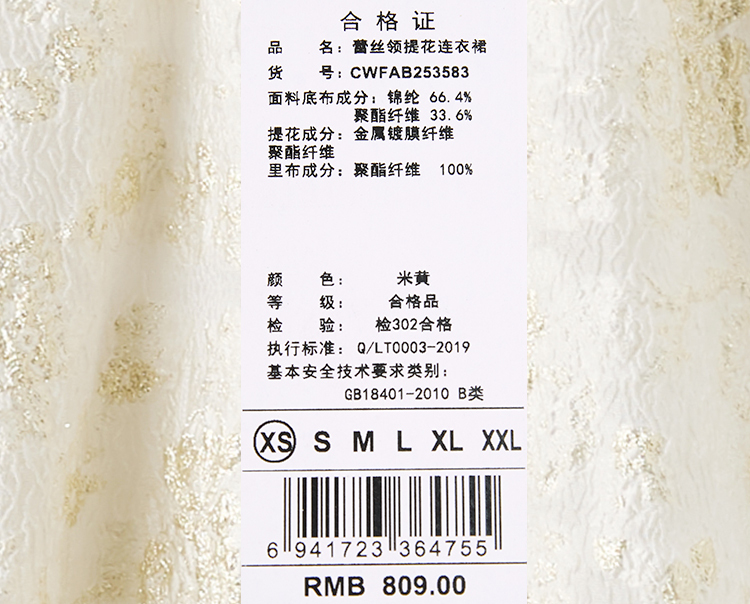 合格证
品 名：蕾丝领提花连衣裙
货 号：CWFAB253583
面料底布成分：锦纶 66.4%
聚酯纤维 33.6%
提花成分：金属镀膜纤维
聚酯纤维
里布成分：聚酯纤维 100%
颜 色： 米黄
等 级： 合格品
检 验： 检302合格
执行标准：Q/LT0003-2019
基本安全技术要求类别：
GB18401-2010 B类
XS S M L XL XXL
6 941723 364755
RMB 809.00